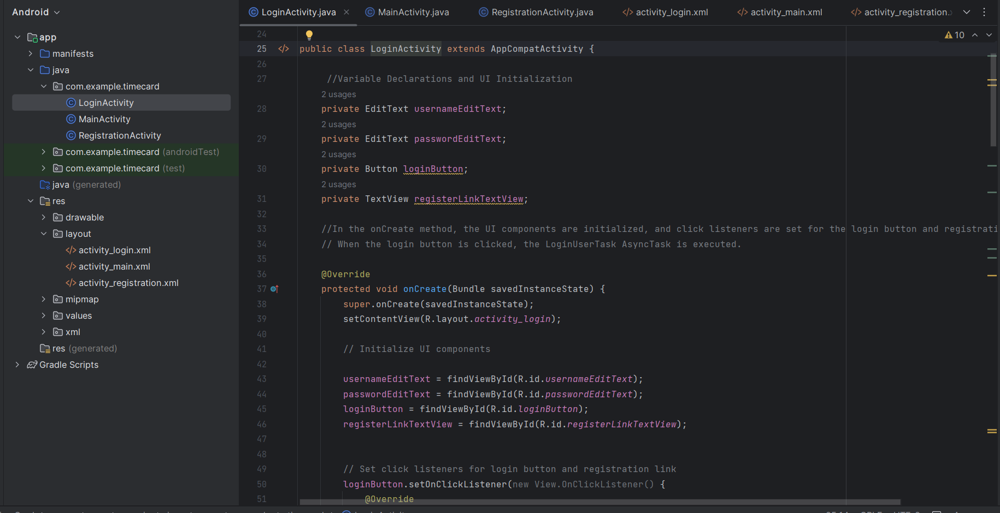 Android
app
manifests
java
com.example.timecard
LoginActivity
MainActivity
RegistrationActivity
com.example.timecard (androidTest)
com.example.timecard (test)
java (generated)
res
drawable
layout
activity_login.xml
activity_main.xml
activity_registration.xml
mipmap
values
xml
res (generated)
Gradle Scripts
LoginActivity.java MainActivity.java RegistrationActivity.java activity_login.xml activity_main.xml activity_registration.
10
24
25 public class LoginActivity extends AppCompatActivity {
26
27 //Variable Declarations and UI Initialization
2 usages
28 private EditText usernameEditText;
2 usages
29 private EditText passwordEditText;
2 usages
30 private Button loginButton;
2 usages
31 private TextView registerLinkTextView;
32
33 //In the onCreate method, the UI components are initialized, and click listeners are set for the login button and registrati
34 // When the login button is clicked, the LoginUserTask AsyncTask is executed.
35
36 @Override
37 protected void onCreate(Bundle savedInstanceState) {
38 super.onCreate(savedInstanceState);
39 setContentView(R.layout.activity_login);
40
41 // Initialize UI components
42
43 usernameEditText = findViewById(R.id.usernameEditText);
44 passwordEditText = findViewById(R.id.passwordEditText);
45 loginButton = findViewById(R.id.loginButton);
46 registerLinkTextView = findViewById(R.id.registerLinkTextView);
47
48
49 // Set click listeners for login button and registration link
50 loginButton.setOnClickListener(new View.OnClickListener() {
51 @Override